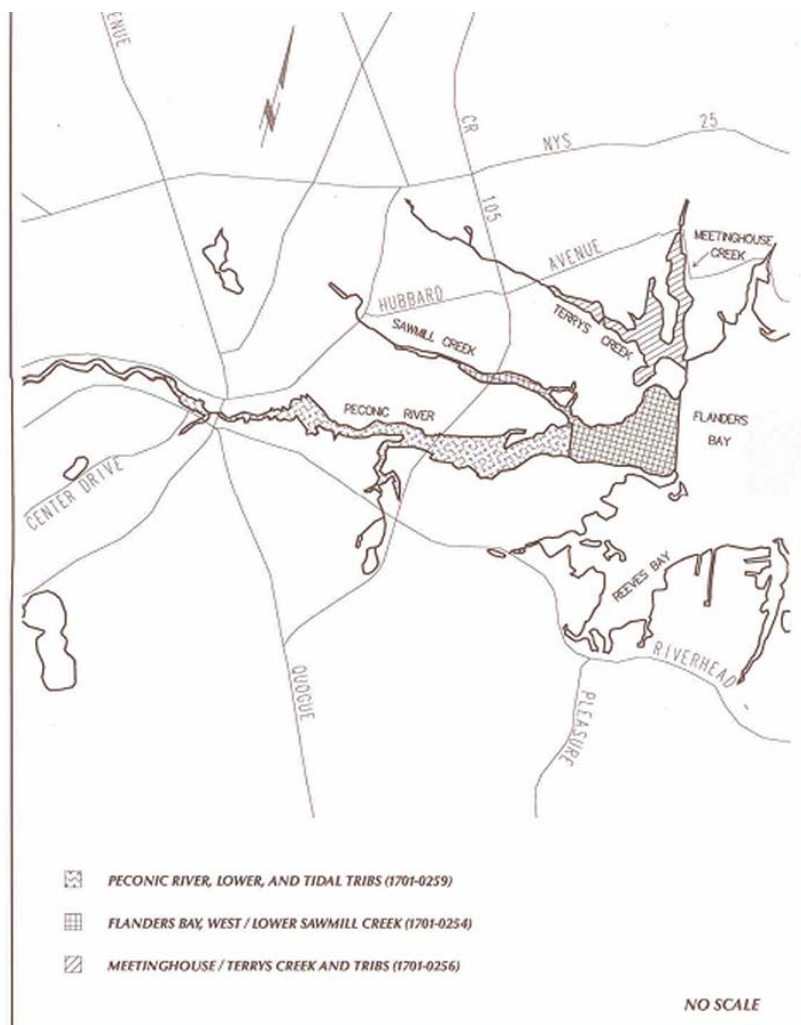 ENUE
CR
105
NYS
25
MEETINGHOUSE
CREEK
AVENUE
HUBBARD
TERRYS CREEK
SAWMILL CREEK
PECONIC RIVER
FLANDERS
BAY
CENTER DRIVE
REEVES BAY
RIVERHEAD
QUOGUE
PLEASURE
PECONIC RIVER, LOWER, AND TIDAL TRIBS (1701-0259)
FLANDERS BAY, WEST / LOWER SAWMILL CREEK (1701-0254)
MEETINGHOUSE / TERRYS CREEK AND TRIBS (1701-0256)
NO SCALE